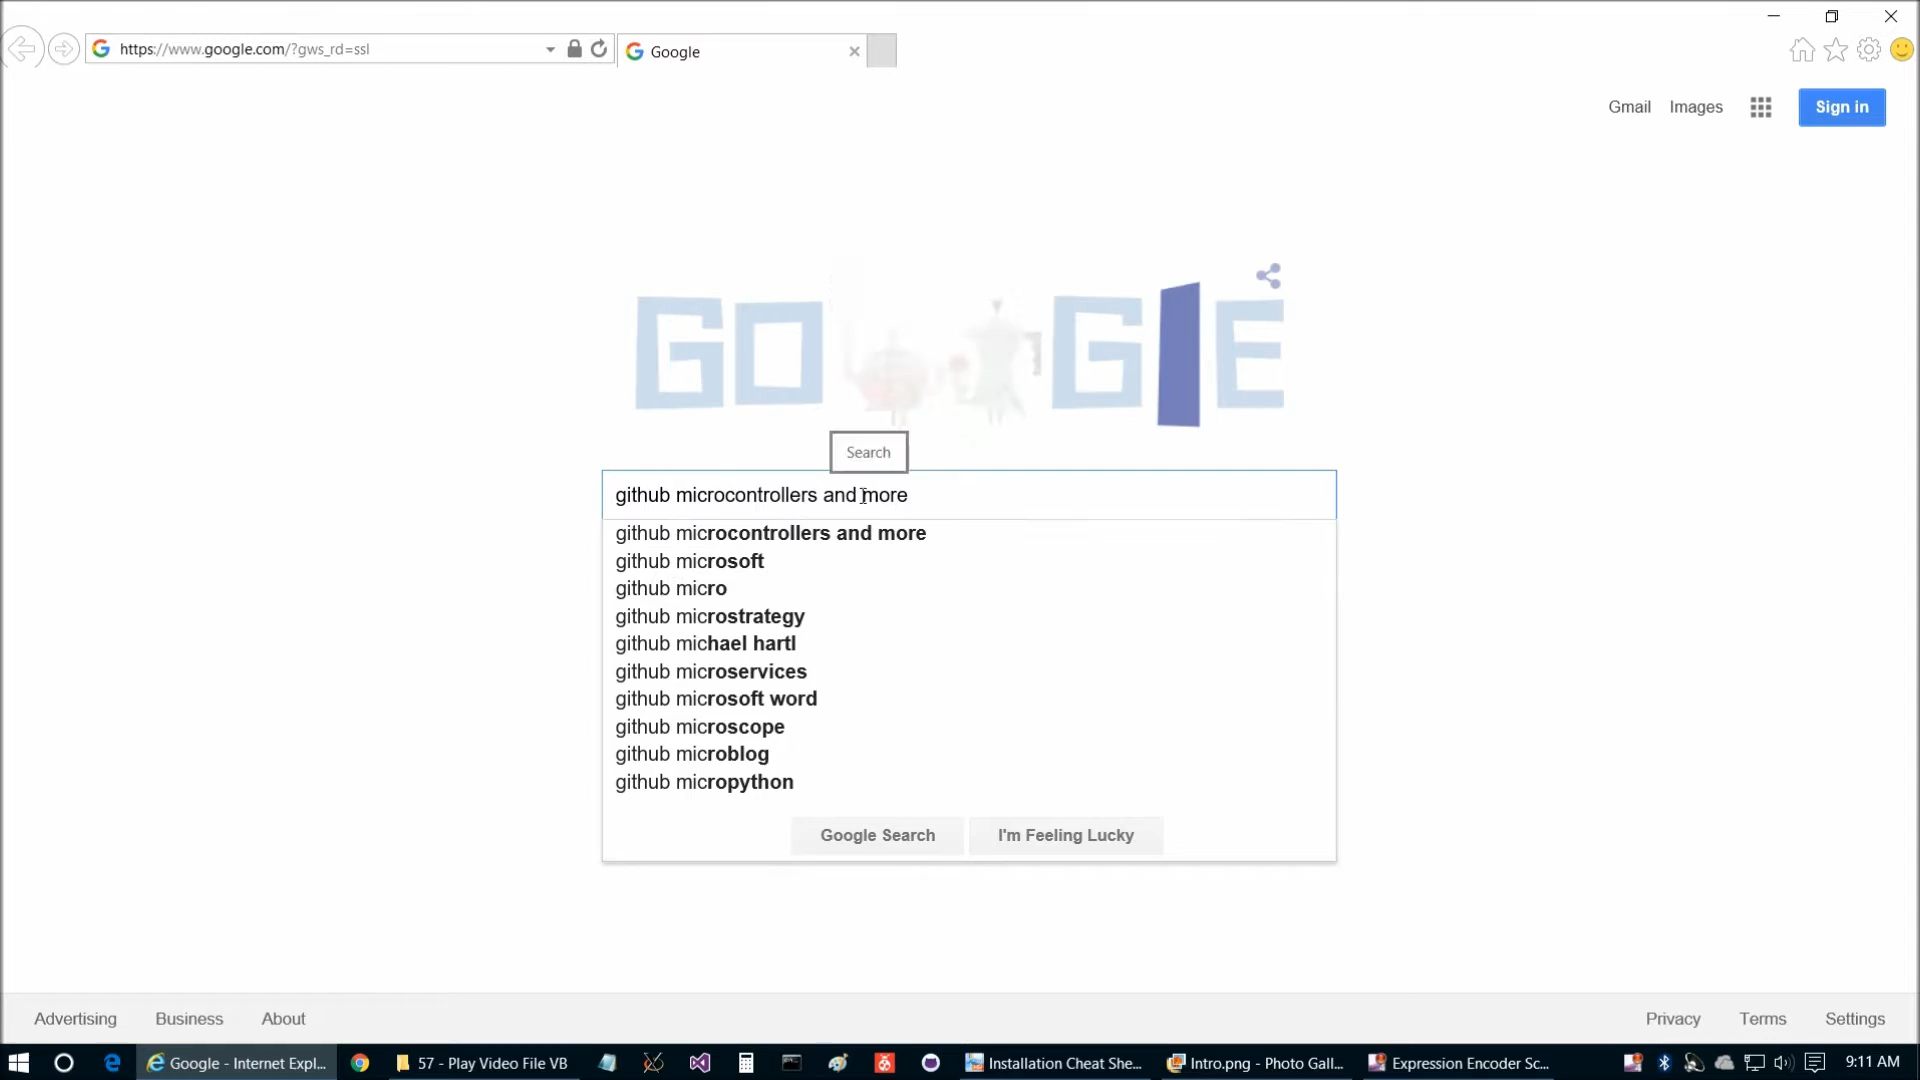 https://www.google.com/?gws_rd=ssl
Google
Gmail
Images
Sign in
GO GlE
Search
github microcontrollers and more
github microcontrollers and more
github microsoft
github micro
github microstrategy
github michael hartl
github microservices
github microsoft word
github microscope
github microblog
github micropython
Google Search
I'm Feeling Lucky
Advertising
Business
About
Privacy
Terms
Settings
Google - Internet Expl...
57 - Play Video File VB
Installation Cheat She...
Intro.png - Photo Gall...
Expression Encoder Sc...
9:11 AM